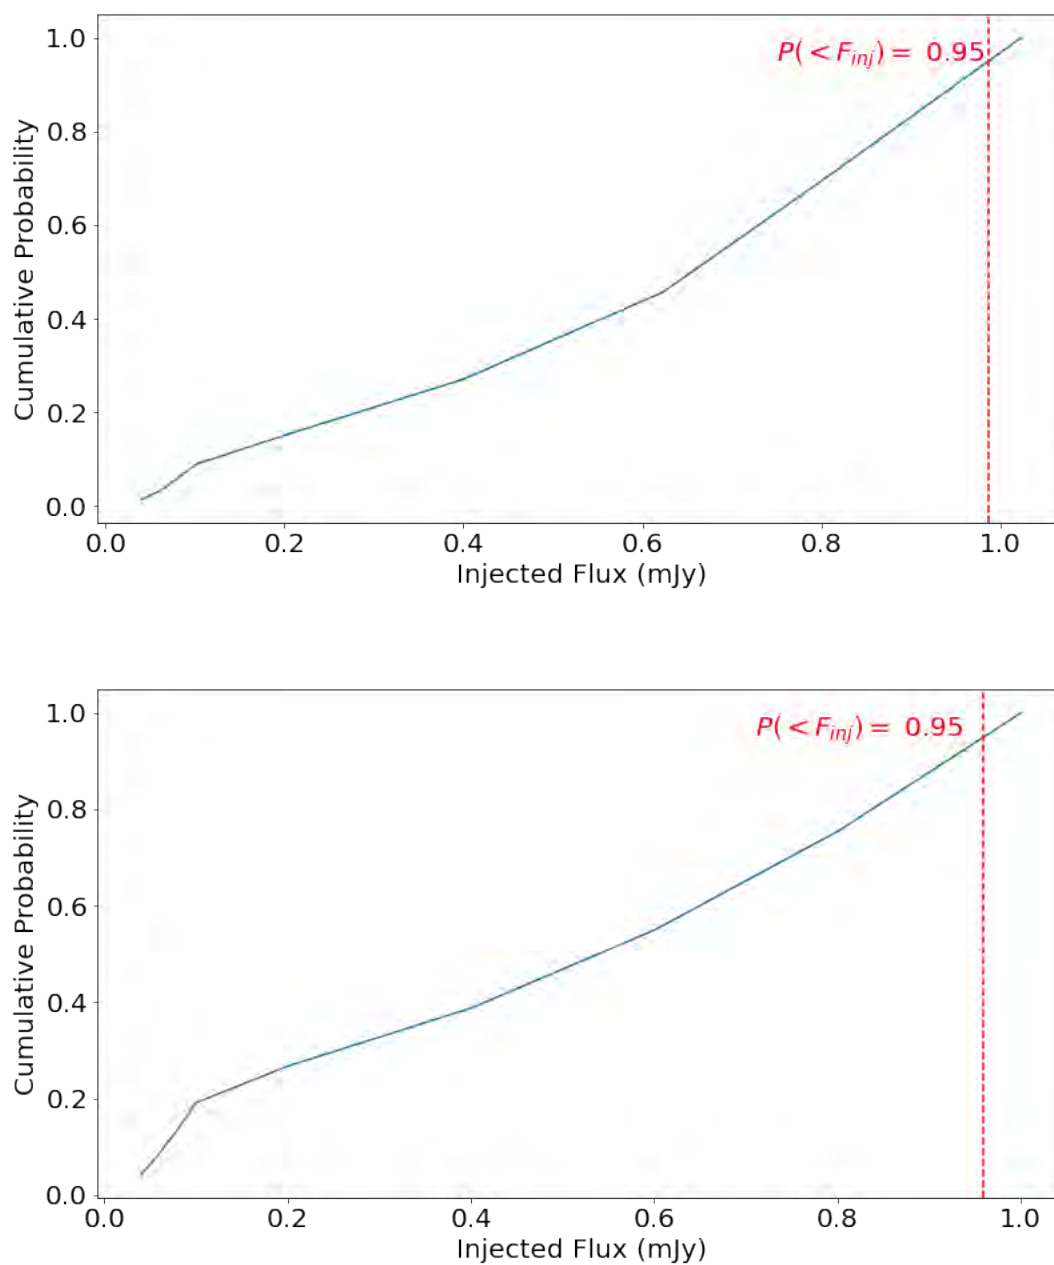 P(< F_inj) = 0.95
1.0
0.8
0.6
0.4
0.2
0.0
Cumulative Probability
0.0 0.2 0.4 0.6 0.8 1.0
Injected Flux (mJy)
P(< F_inj) = 0.95
1.0
0.8
0.6
0.4
0.2
0.0
Cumulative Probability
0.0 0.2 0.4 0.6 0.8 1.0
Injected Flux (mJy)